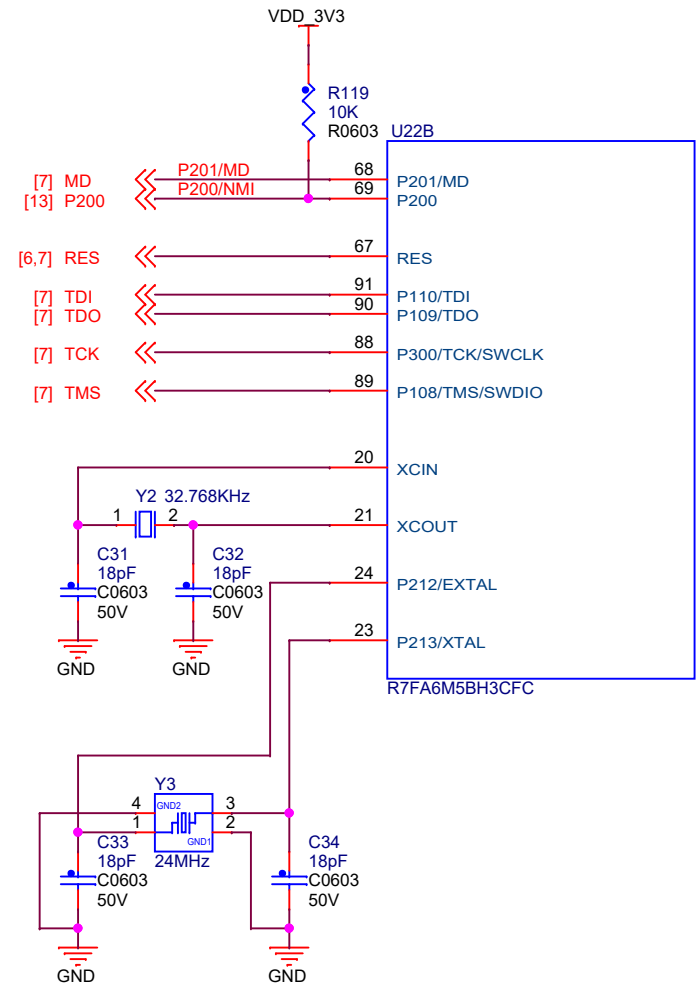 VDD_3V3
R119
10K
R0603
U22B
[7] MD
P201/MD
68
P201/MD
[13] P200
P200/NMI
69
P200
[6,7] RES
67
RES
[7] TDI
91
P110/TDI
[7] TDO
90
P109/TDO
[7] TCK
88
P300/TCK/SWCLK
[7] TMS
89
P108/TMS/SWDIO
20
XCIN
Y2 32.768KHz
1
2
21
XCOUT
C31
18pF
C0603
50V
GND
C32
18pF
C0603
50V
GND
24
P212/EXTAL
23
P213/XTAL
R7FA6M5BH3CFC
Y3
4
GND2
3
1
GND1
2
24MHz
C33
18pF
C0603
50V
GND
C34
18pF
C0603
50V
GND